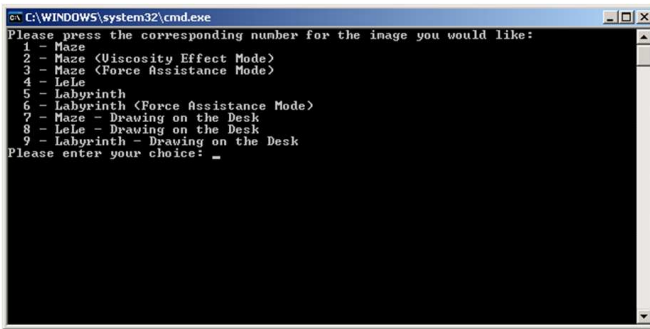 C:\WINDOWS\system32\cmd.exe
Please press the corresponding number for the image you would like:
1 - Maze
2 - Maze (Viscosity Effect Mode)
3 - Maze (Force Assistance Mode)
4 - LeLe
5 - Labyrinth
6 - Labyrinth (Force Assistance Mode)
7 - Maze - Drawing on the Desk
8 - LeLe - Drawing on the Desk
9 - Labyrinth - Drawing on the Desk
Please enter your choice: _